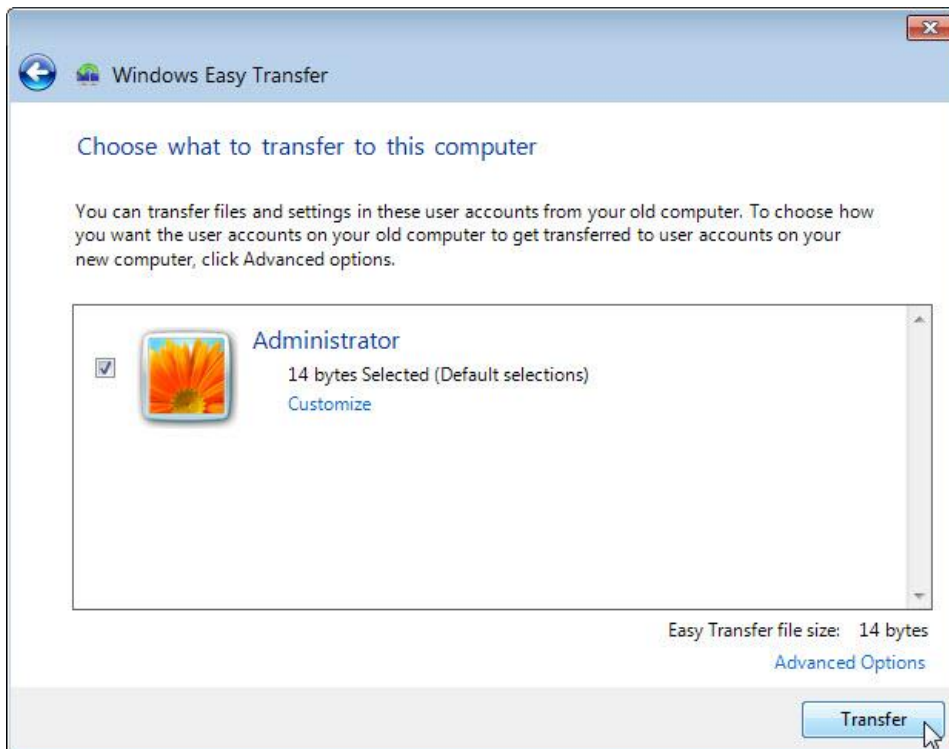 Windows Easy Transfer
Choose what to transfer to this computer
You can transfer files and settings in these user accounts from your old computer. To choose how
you want the user accounts on your old computer to get transferred to user accounts on your
new computer, click Advanced options.
Administrator
14 bytes Selected (Default selections)
Customize
Easy Transfer file size: 14 bytes
Advanced Options
Transfer